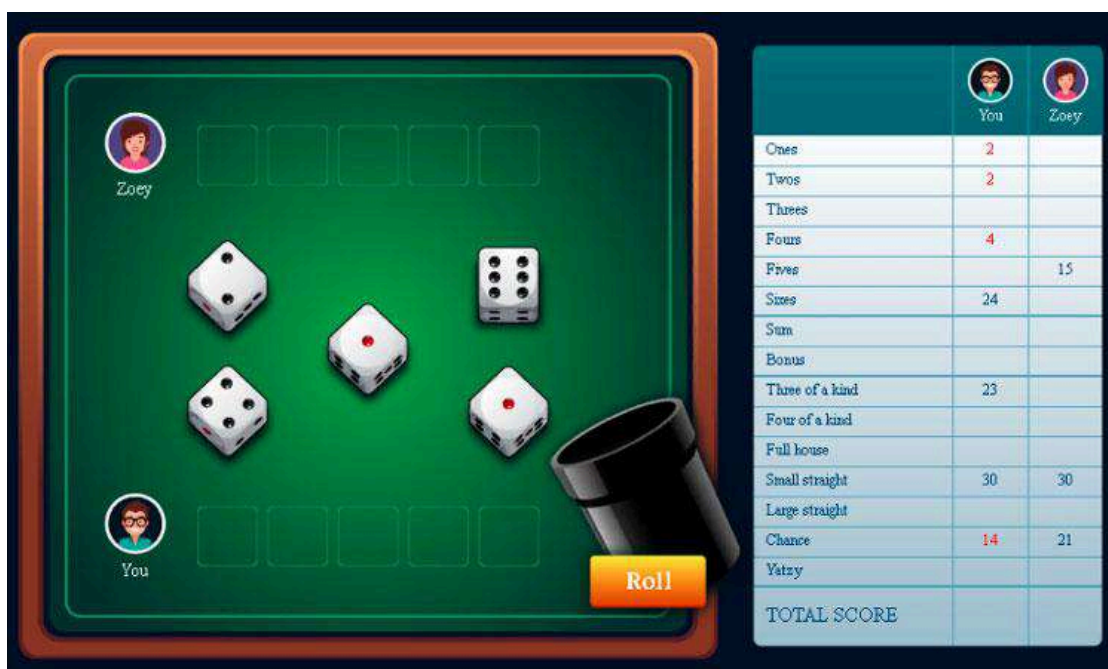 Zoey
You
Roll
You Zoey
Ones 2
Twos 2
Threes
Fours 4
Fives 15
Sixes 24
Sum
Bonus
Three of a kind 23
Four of a kind
Full house
Small straight 30 30
Large straight
Chance 14 21
Yatzy
TOTAL SCORE